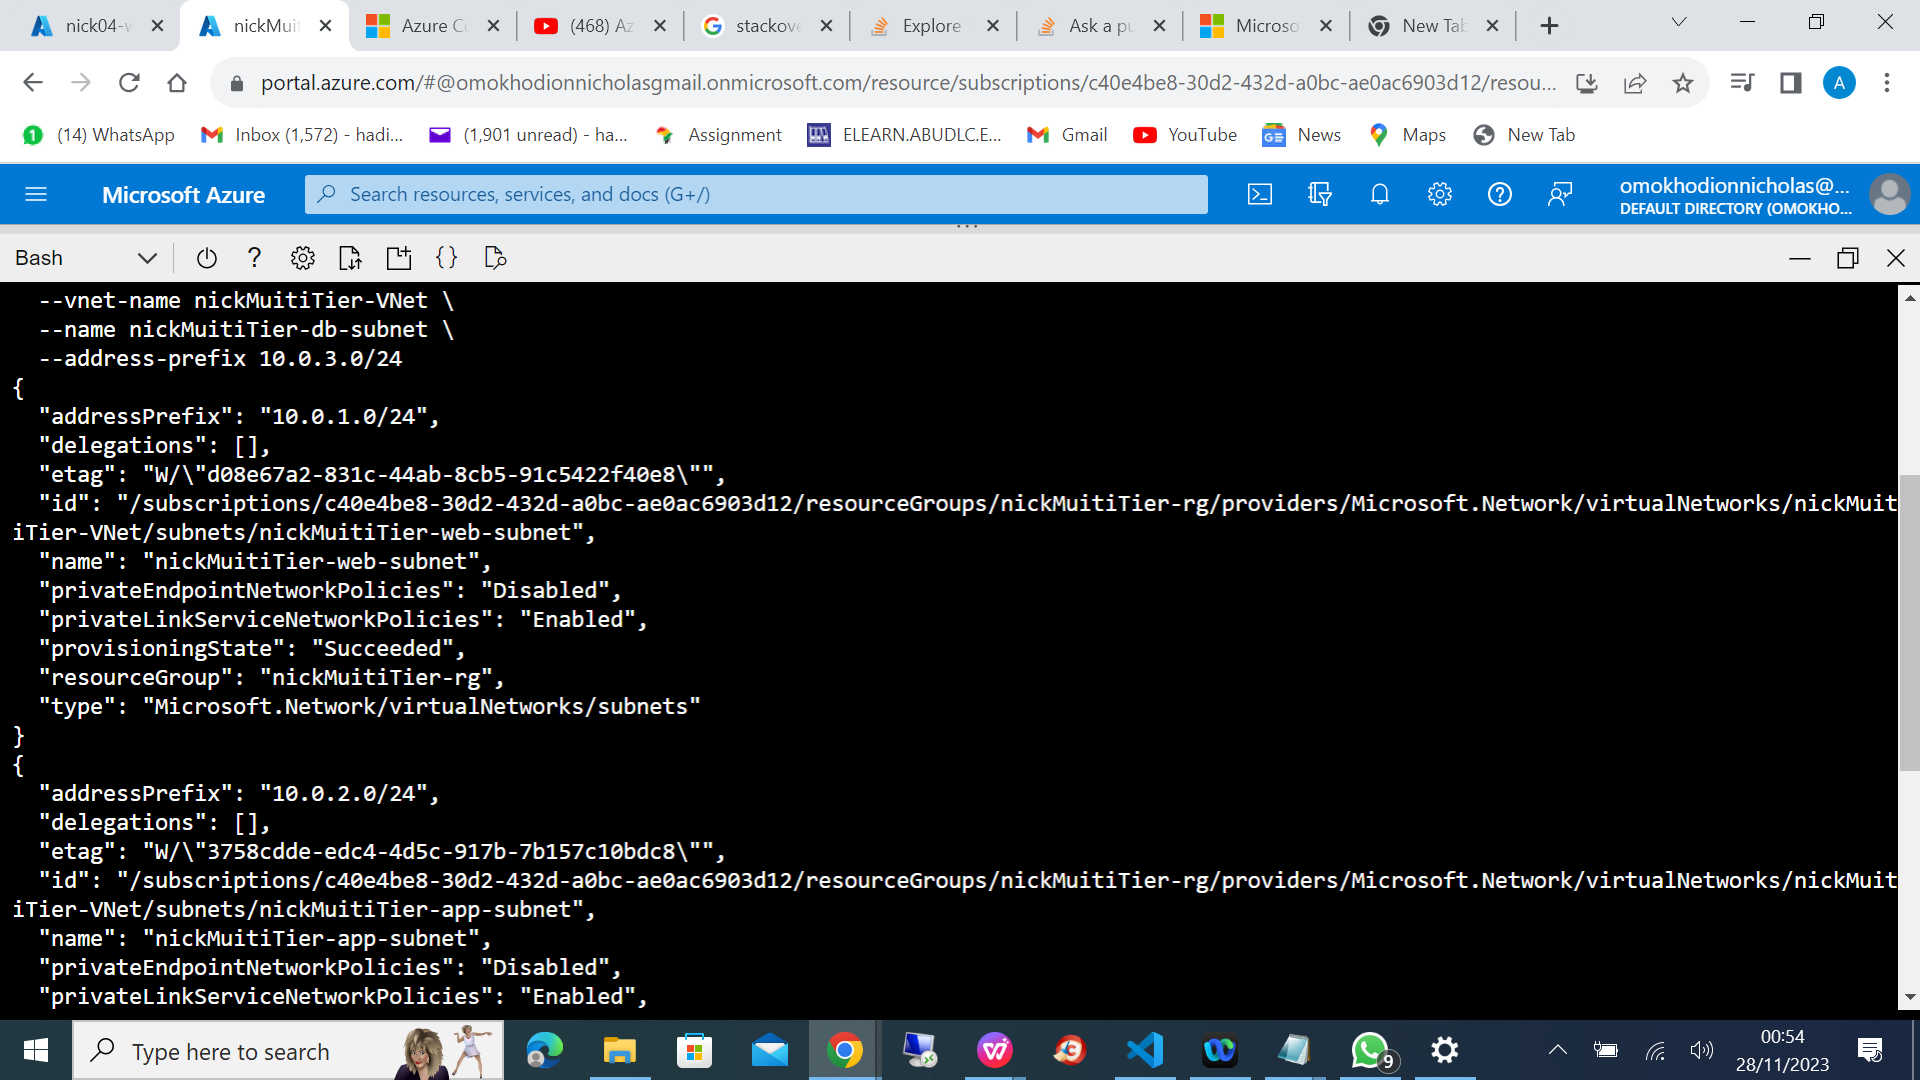 nick04-w
nickMuit
Azure Co
(468) Az
stackove
Explore
Ask a pu
Microso
New Tab
portal.azure.com/#@omokhodionnicholasgmail.onmicrosoft.com/resource/subscriptions/c40e4be8-30d2-432d-a0bc-ae0ac6903d12/resou...
A
1 (14) WhatsApp
Inbox (1,572) - hadi...
(1,901 unread) - ha...
Assignment
ELEARN.ABUDLC.E...
Gmail
YouTube
News
Maps
New Tab
Microsoft Azure
Search resources, services, and docs (G+/)
omokhodionnicholas@...
DEFAULT DIRECTORY (OMOKHO...
Bash
--vnet-name nickMuitiTier-VNet \
--name nickMuitiTier-db-subnet \
--address-prefix 10.0.3.0/24
{
"addressPrefix": "10.0.1.0/24",
"delegations": [],
"etag": "W/\"d08e67a2-831c-44ab-8cb5-91c5422f40e8\"",
"id": "/subscriptions/c40e4be8-30d2-432d-a0bc-ae0ac6903d12/resourceGroups/nickMuitiTier-rg/providers/Microsoft.Network/virtualNetworks/nickMuit
iTier-VNet/subnets/nickMuitiTier-web-subnet",
"name": "nickMuitiTier-web-subnet",
"privateEndpointNetworkPolicies": "Disabled",
"privateLinkServiceNetworkPolicies": "Enabled",
"provisioningState": "Succeeded",
"resourceGroup": "nickMuitiTier-rg",
"type": "Microsoft.Network/virtualNetworks/subnets"
}
{
"addressPrefix": "10.0.2.0/24",
"delegations": [],
"etag": "W/\"3758cdde-edc4-4d5c-917b-7b157c10bdc8\"",
"id": "/subscriptions/c40e4be8-30d2-432d-a0bc-ae0ac6903d12/resourceGroups/nickMuitiTier-rg/providers/Microsoft.Network/virtualNetworks/nickMuit
iTier-VNet/subnets/nickMuitiTier-app-subnet",
"name": "nickMuitiTier-app-subnet",
"privateEndpointNetworkPolicies": "Disabled",
"privateLinkServiceNetworkPolicies": "Enabled",
Type here to search
9
00:54
28/11/2023